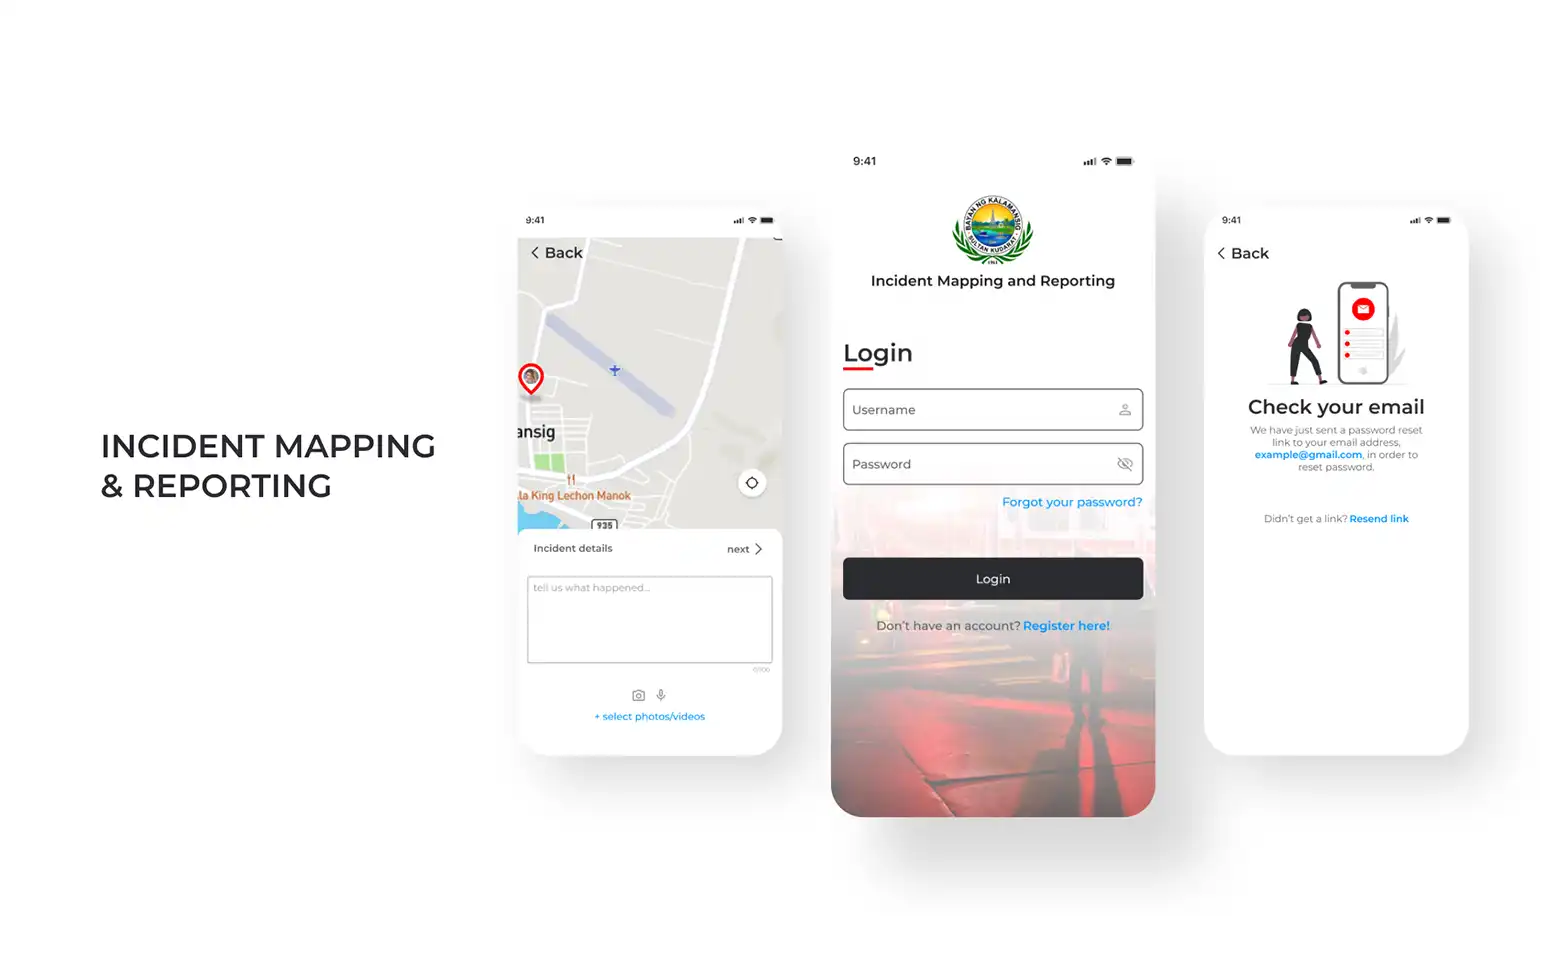 INCIDENT MAPPING
& REPORTING
9:41
Back
ansig
la King Lechon Manok
935
Incident details
next
tell us what happened...
+ select photos/videos
9:41
BAYAN NG KALAMANSIG
SULTAN KUDARAT
1961
Incident Mapping and Reporting
Login
Username
Password
Forgot your password?
Login
Don't have an account? Register here!
9:41
Back
Check your email
We have just sent a password reset
link to your email address,
example@gmail.com, in order to
reset password.
Didn't get a link? Resend link